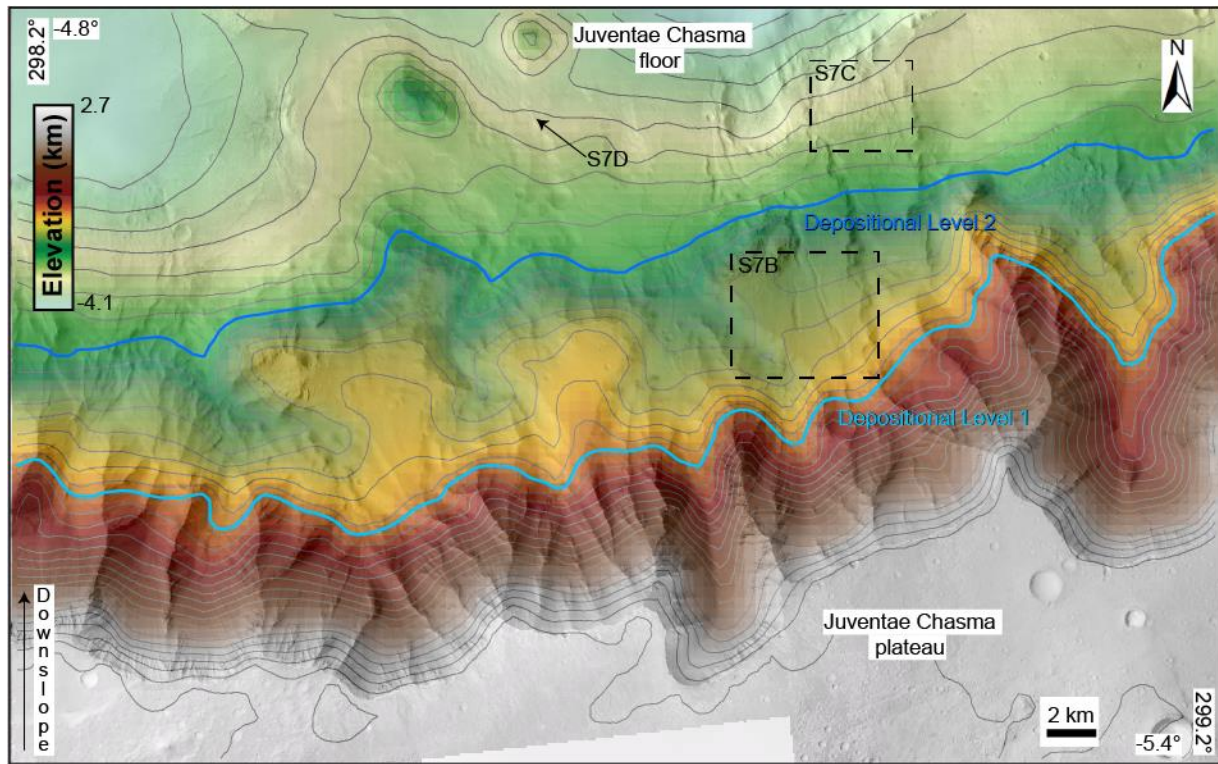 298.2°
-4.8°
Juventae Chasma
floor
N
S7C
2.7
Elevation (km)
-4.1
S7D
Depositional Level 2
S7B
Depositional Level 1
Downslope
Juventae Chasma
plateau
2 km
299.2°
-5.4°